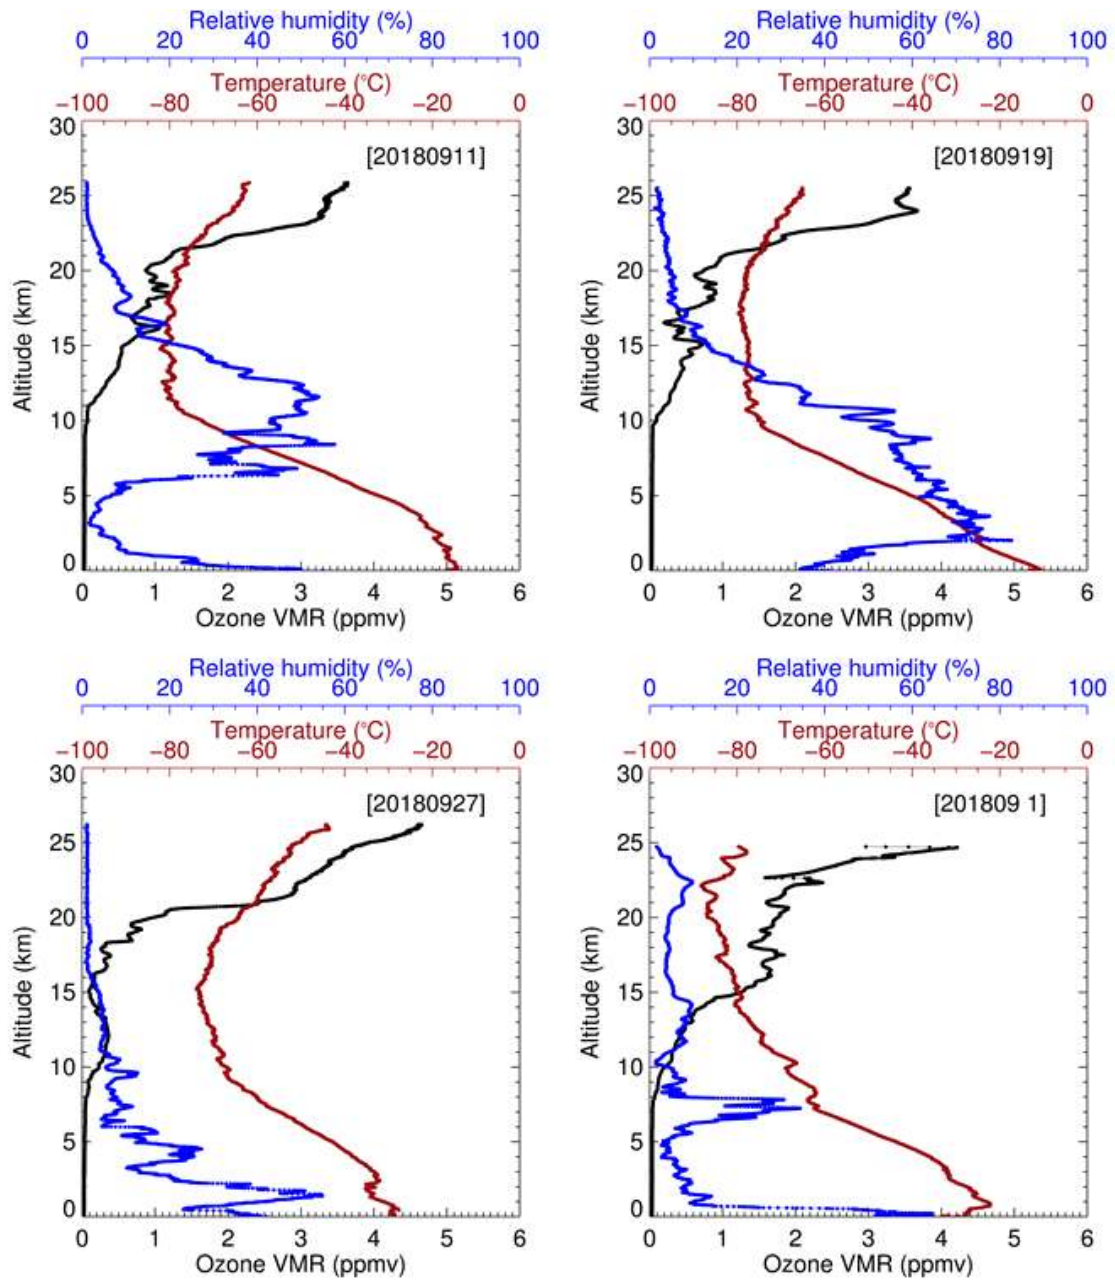 Relative humidity (%)
0 20 40 60 80 100
Temperature (°C)
−100 −80 −60 −40 −20 0
30
25
20
15
10
5
0
Altitude (km)
[20180911]
0 1 2 3 4 5 6
Ozone VMR (ppmv)
Relative humidity (%)
0 20 40 60 80 100
Temperature (°C)
−100 −80 −60 −40 −20 0
30
25
20
15
10
5
0
Altitude (km)
[20180919]
0 1 2 3 4 5 6
Ozone VMR (ppmv)
Relative humidity (%)
0 20 40 60 80 100
Temperature (°C)
−100 −80 −60 −40 −20 0
30
25
20
15
10
5
0
Altitude (km)
[20180927]
0 1 2 3 4 5 6
Ozone VMR (ppmv)
Relative humidity (%)
0 20 40 60 80 100
Temperature (°C)
−100 −80 −60 −40 −20 0
30
25
20
15
10
5
0
Altitude (km)
[201809 1]
0 1 2 3 4 5 6
Ozone VMR (ppmv)